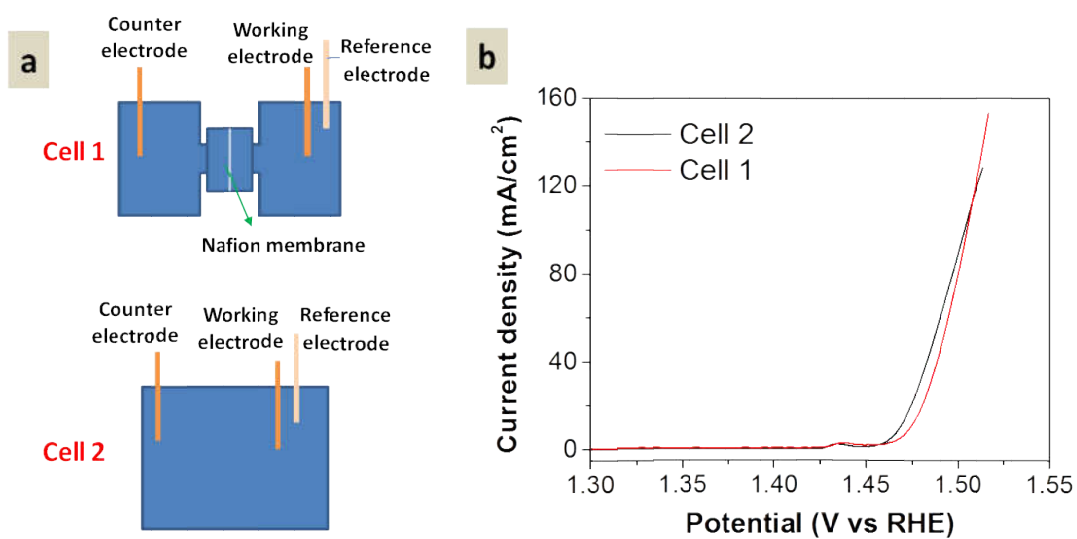 a
Counter
electrode
Working
electrode
Reference
electrode
Cell 1
Nafion membrane
Counter
electrode
Working
electrode
Reference
electrode
Cell 2
b
Current density (mA/cm²)
160
120
80
40
0
Cell 2
Cell 1
1.30 1.35 1.40 1.45 1.50 1.55
Potential (V vs RHE)